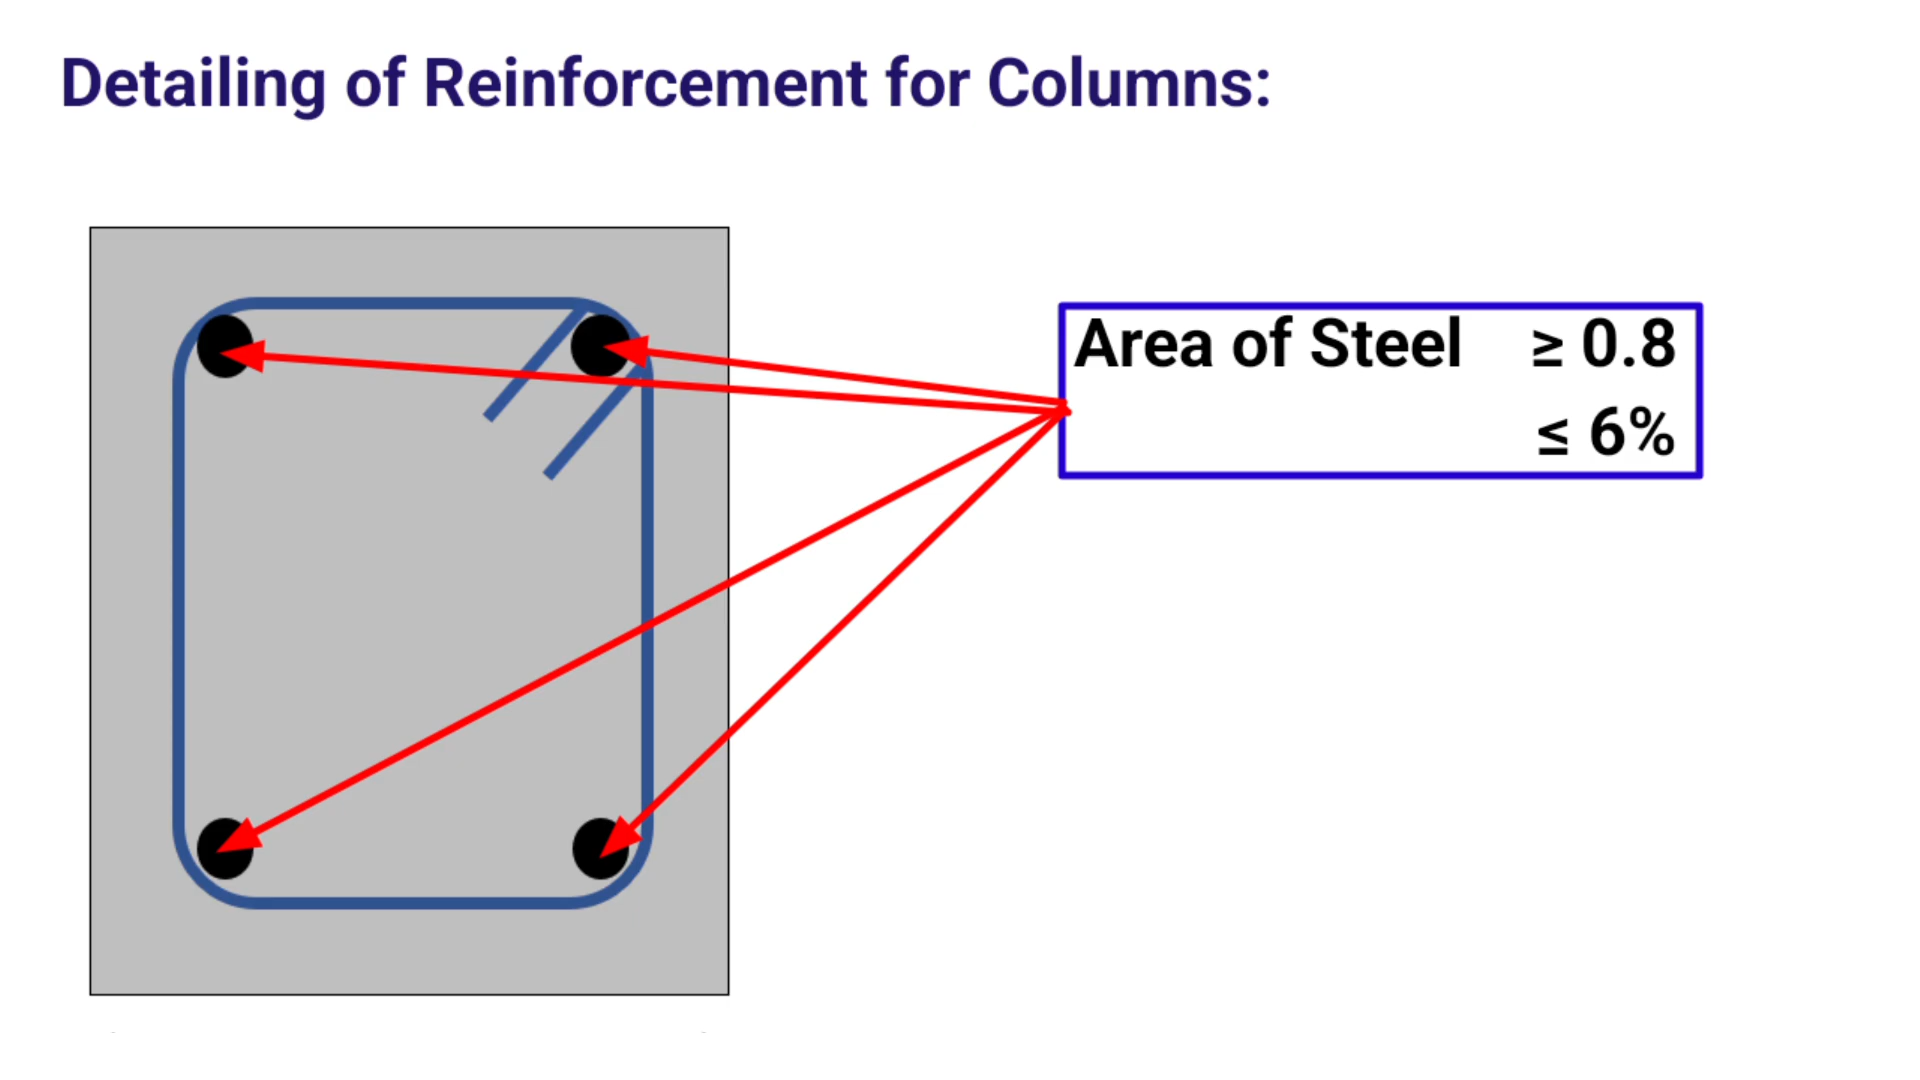 Detailing of Reinforcement for Columns:
Area of Steel ≥ 0.8
≤ 6%